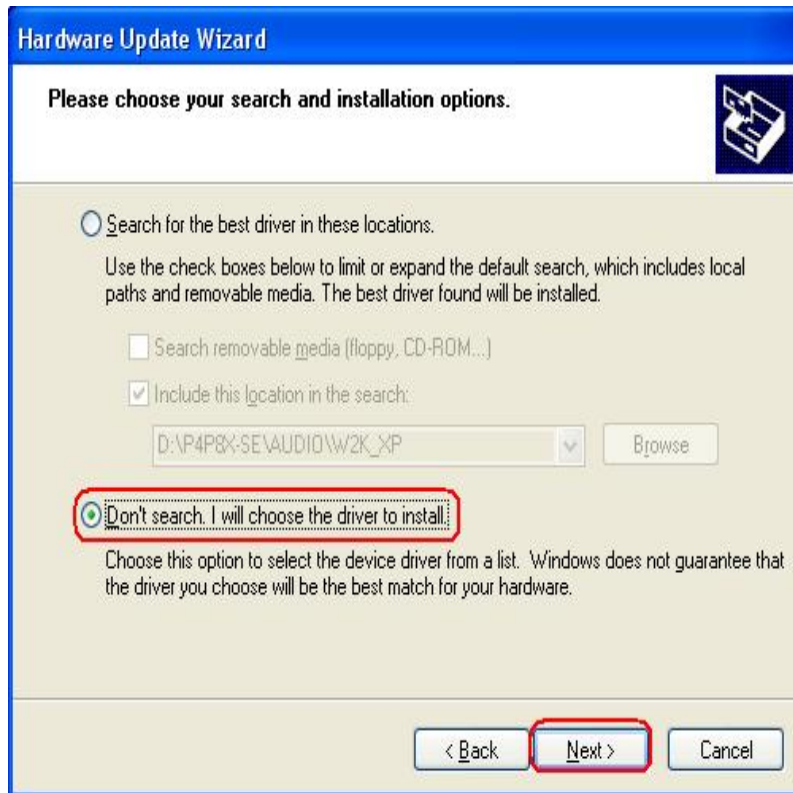 Hardware Update Wizard
Please choose your search and installation options.
Search for the best driver in these locations.
Use the check boxes below to limit or expand the default search, which includes local
paths and removable media. The best driver found will be installed.
Search removable media (floppy, CD-ROM...)
Include this location in the search:
D:\P4P8X-SE\AUDIO\W2K_XP
Browse
Don't search. I will choose the driver to install.
Choose this option to select the device driver from a list. Windows does not guarantee that
the driver you choose will be the best match for your hardware.
< Back
Next >
Cancel